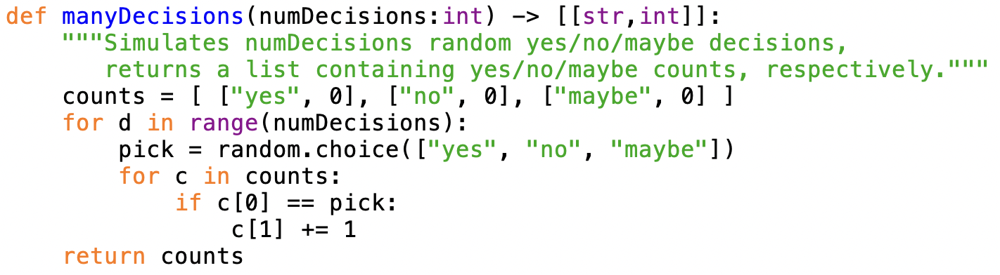 def manyDecisions(numDecisions:int) -> [[str,int]]:
    """Simulates numDecisions random yes/no/maybe decisions,
       returns a list containing yes/no/maybe counts, respectively."""
    counts = [ ["yes", 0], ["no", 0], ["maybe", 0] ]
    for d in range(numDecisions):
        pick = random.choice(["yes", "no", "maybe"])
        for c in counts:
            if c[0] == pick:
                c[1] += 1
    return counts